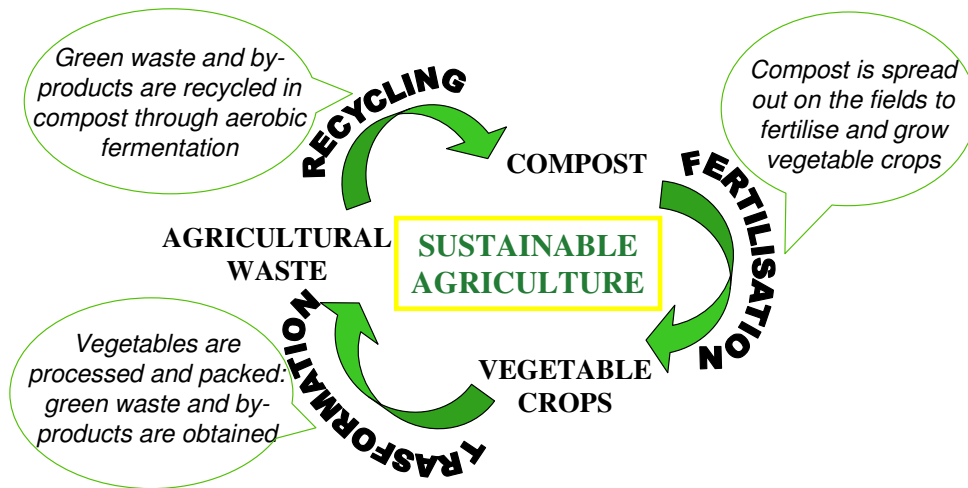 Green waste and by-
products are recycled in
compost through aerobic
fermentation
RECYCLING
COMPOST
Compost is spread
out on the fields to
fertilise and grow
vegetable crops
FERTILISATION
AGRICULTURAL
WASTE
SUSTAINABLE
AGRICULTURE
Vegetables are
processed and packed:
green waste and by-
products are obtained
TRASFORMATION
VEGETABLE
CROPS